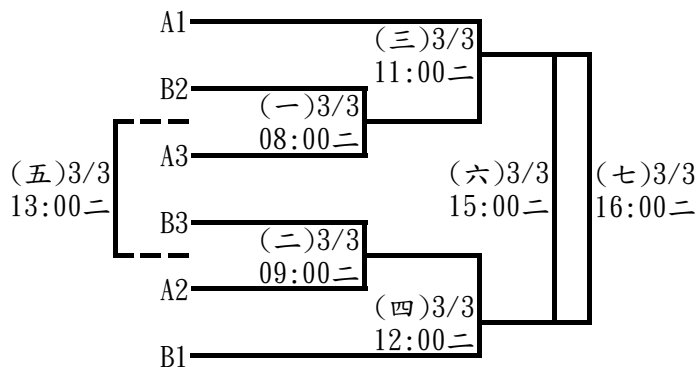 A1
(三)3/3
11:00二
B2
(一)3/3
08:00二
A3
(五)3/3
13:00二
(六)3/3
15:00二
(七)3/3
16:00二
B3
(二)3/3
09:00二
A2
(四)3/3
12:00二
B1